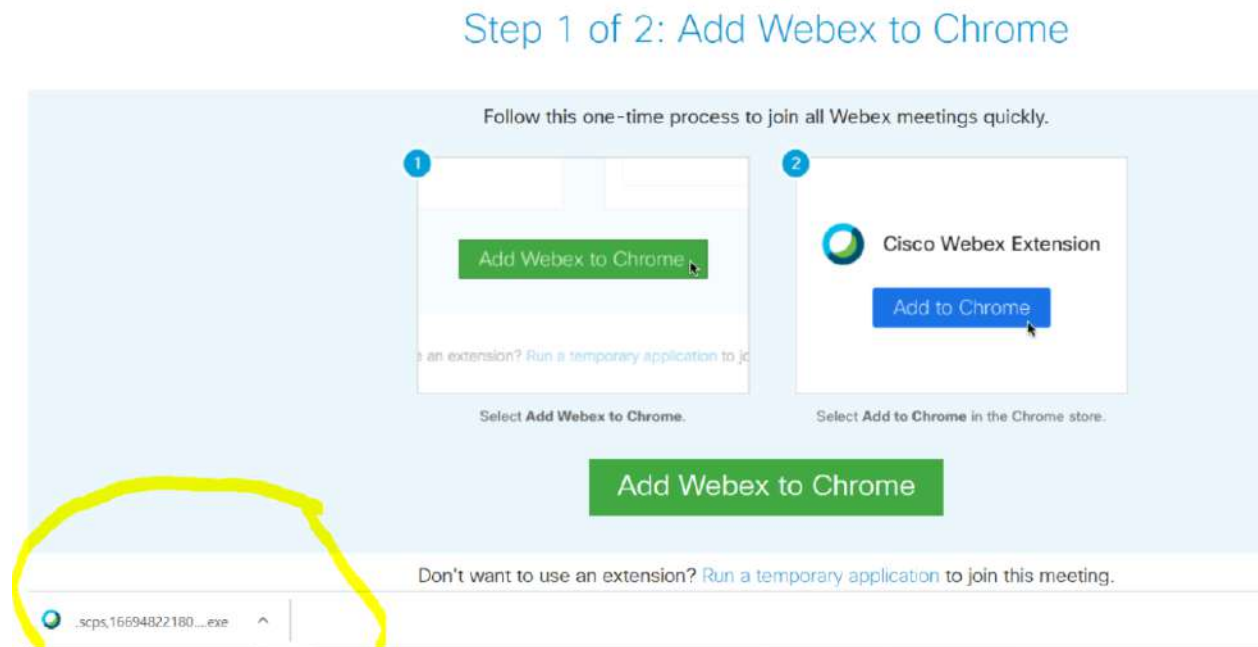 Step 1 of 2: Add Webex to Chrome
Follow this one-time process to join all Webex meetings quickly.
1
Add Webex to Chrome
an extension? Run a temporary application to jo
Select Add Webex to Chrome.
2
Cisco Webex Extension
Add to Chrome
Select Add to Chrome in the Chrome store.
Add Webex to Chrome
Don't want to use an extension? Run a temporary application to join this meeting.
.scps,16694822180....exe